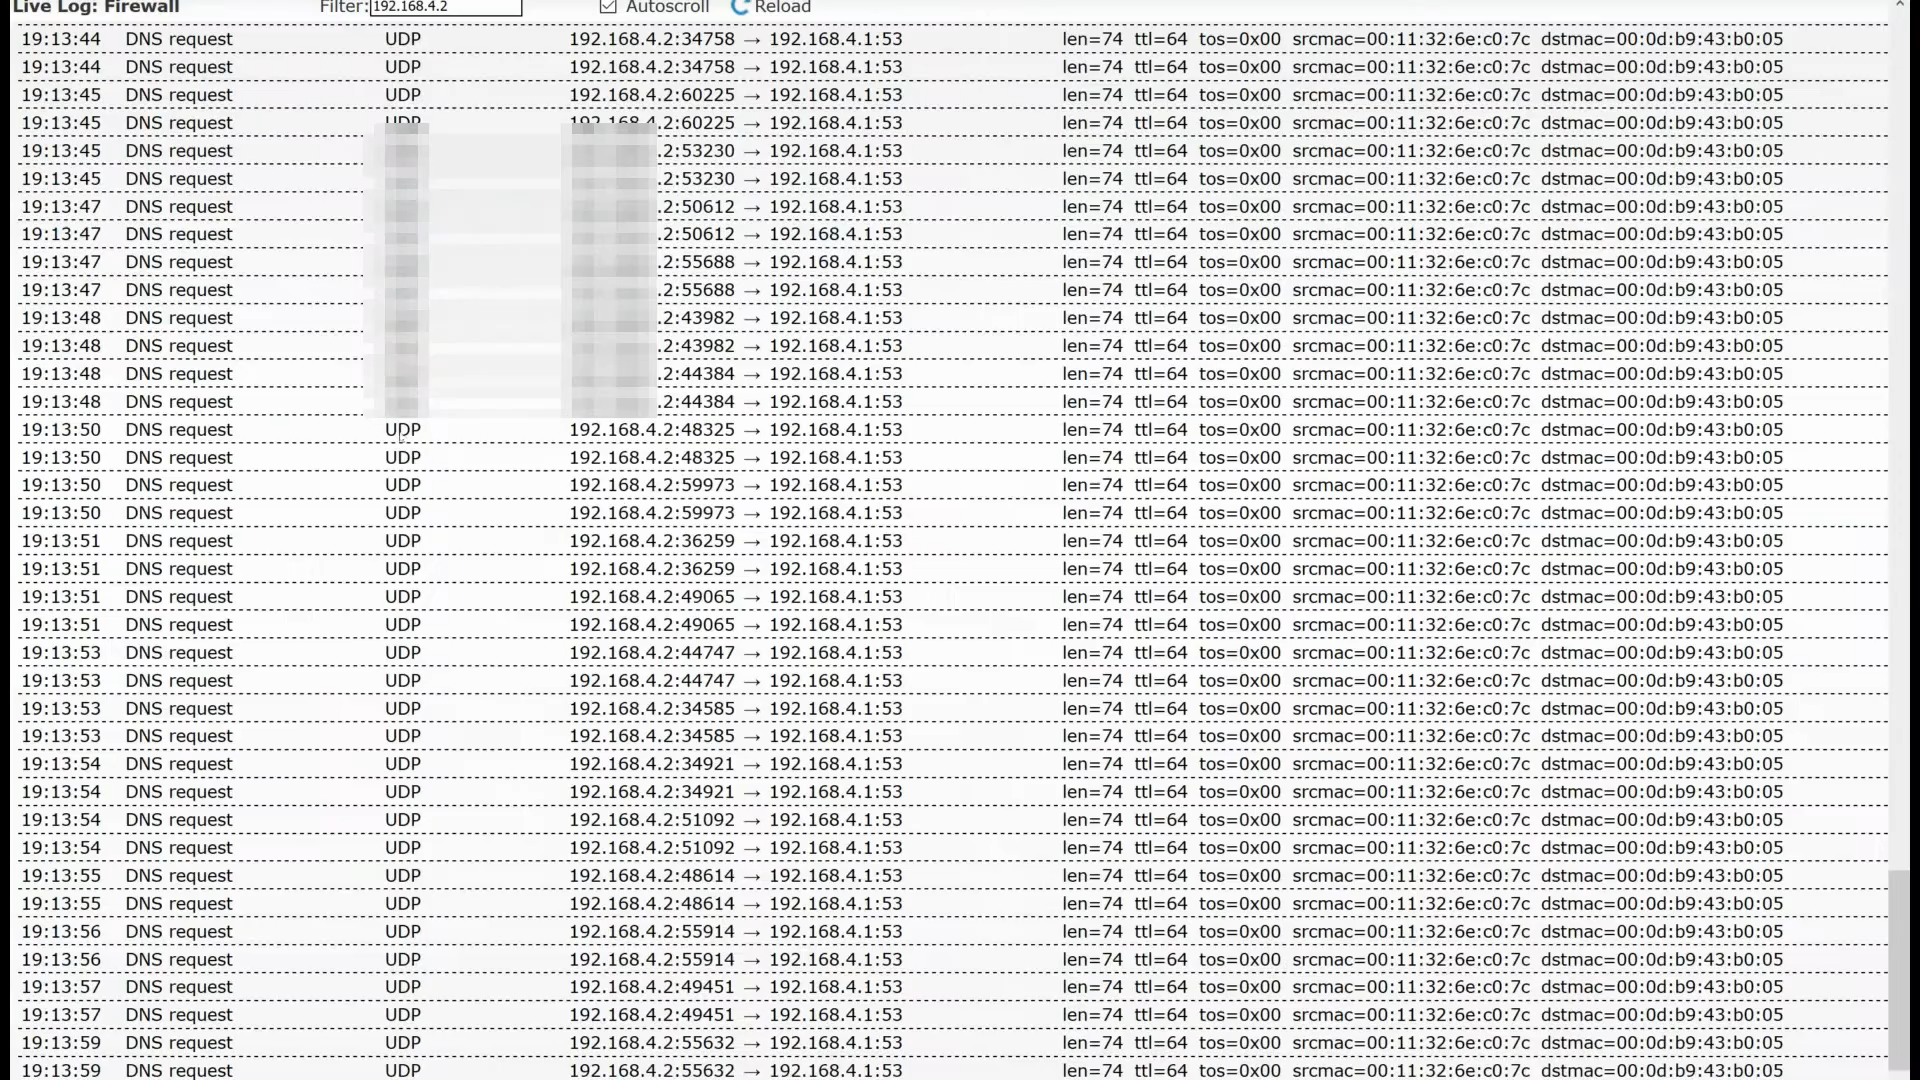 Live Log: Firewall Filter: 192.168.4.2 Autoscroll Reload
19:13:44 DNS request UDP 192.168.4.2:34758 → 192.168.4.1:53 len=74 ttl=64 tos=0x00 srcmac=00:11:32:6e:c0:7c dstmac=00:0d:b9:43:b0:05
19:13:44 DNS request UDP 192.168.4.2:34758 → 192.168.4.1:53 len=74 ttl=64 tos=0x00 srcmac=00:11:32:6e:c0:7c dstmac=00:0d:b9:43:b0:05
19:13:45 DNS request UDP 192.168.4.2:60225 → 192.168.4.1:53 len=74 ttl=64 tos=0x00 srcmac=00:11:32:6e:c0:7c dstmac=00:0d:b9:43:b0:05
19:13:45 DNS request UDP 192.168.4.2:60225 → 192.168.4.1:53 len=74 ttl=64 tos=0x00 srcmac=00:11:32:6e:c0:7c dstmac=00:0d:b9:43:b0:05
19:13:45 DNS request .2:53230 → 192.168.4.1:53 len=74 ttl=64 tos=0x00 srcmac=00:11:32:6e:c0:7c dstmac=00:0d:b9:43:b0:05
19:13:45 DNS request .2:53230 → 192.168.4.1:53 len=74 ttl=64 tos=0x00 srcmac=00:11:32:6e:c0:7c dstmac=00:0d:b9:43:b0:05
19:13:47 DNS request .2:50612 → 192.168.4.1:53 len=74 ttl=64 tos=0x00 srcmac=00:11:32:6e:c0:7c dstmac=00:0d:b9:43:b0:05
19:13:47 DNS request .2:50612 → 192.168.4.1:53 len=74 ttl=64 tos=0x00 srcmac=00:11:32:6e:c0:7c dstmac=00:0d:b9:43:b0:05
19:13:47 DNS request .2:55688 → 192.168.4.1:53 len=74 ttl=64 tos=0x00 srcmac=00:11:32:6e:c0:7c dstmac=00:0d:b9:43:b0:05
19:13:47 DNS request .2:55688 → 192.168.4.1:53 len=74 ttl=64 tos=0x00 srcmac=00:11:32:6e:c0:7c dstmac=00:0d:b9:43:b0:05
19:13:48 DNS request .2:43982 → 192.168.4.1:53 len=74 ttl=64 tos=0x00 srcmac=00:11:32:6e:c0:7c dstmac=00:0d:b9:43:b0:05
19:13:48 DNS request .2:43982 → 192.168.4.1:53 len=74 ttl=64 tos=0x00 srcmac=00:11:32:6e:c0:7c dstmac=00:0d:b9:43:b0:05
19:13:48 DNS request .2:44384 → 192.168.4.1:53 len=74 ttl=64 tos=0x00 srcmac=00:11:32:6e:c0:7c dstmac=00:0d:b9:43:b0:05
19:13:48 DNS request .2:44384 → 192.168.4.1:53 len=74 ttl=64 tos=0x00 srcmac=00:11:32:6e:c0:7c dstmac=00:0d:b9:43:b0:05
19:13:50 DNS request UDP 192.168.4.2:48325 → 192.168.4.1:53 len=74 ttl=64 tos=0x00 srcmac=00:11:32:6e:c0:7c dstmac=00:0d:b9:43:b0:05
19:13:50 DNS request UDP 192.168.4.2:48325 → 192.168.4.1:53 len=74 ttl=64 tos=0x00 srcmac=00:11:32:6e:c0:7c dstmac=00:0d:b9:43:b0:05
19:13:50 DNS request UDP 192.168.4.2:59973 → 192.168.4.1:53 len=74 ttl=64 tos=0x00 srcmac=00:11:32:6e:c0:7c dstmac=00:0d:b9:43:b0:05
19:13:50 DNS request UDP 192.168.4.2:59973 → 192.168.4.1:53 len=74 ttl=64 tos=0x00 srcmac=00:11:32:6e:c0:7c dstmac=00:0d:b9:43:b0:05
19:13:51 DNS request UDP 192.168.4.2:36259 → 192.168.4.1:53 len=74 ttl=64 tos=0x00 srcmac=00:11:32:6e:c0:7c dstmac=00:0d:b9:43:b0:05
19:13:51 DNS request UDP 192.168.4.2:36259 → 192.168.4.1:53 len=74 ttl=64 tos=0x00 srcmac=00:11:32:6e:c0:7c dstmac=00:0d:b9:43:b0:05
19:13:51 DNS request UDP 192.168.4.2:49065 → 192.168.4.1:53 len=74 ttl=64 tos=0x00 srcmac=00:11:32:6e:c0:7c dstmac=00:0d:b9:43:b0:05
19:13:51 DNS request UDP 192.168.4.2:49065 → 192.168.4.1:53 len=74 ttl=64 tos=0x00 srcmac=00:11:32:6e:c0:7c dstmac=00:0d:b9:43:b0:05
19:13:53 DNS request UDP 192.168.4.2:44747 → 192.168.4.1:53 len=74 ttl=64 tos=0x00 srcmac=00:11:32:6e:c0:7c dstmac=00:0d:b9:43:b0:05
19:13:53 DNS request UDP 192.168.4.2:44747 → 192.168.4.1:53 len=74 ttl=64 tos=0x00 srcmac=00:11:32:6e:c0:7c dstmac=00:0d:b9:43:b0:05
19:13:53 DNS request UDP 192.168.4.2:34585 → 192.168.4.1:53 len=74 ttl=64 tos=0x00 srcmac=00:11:32:6e:c0:7c dstmac=00:0d:b9:43:b0:05
19:13:53 DNS request UDP 192.168.4.2:34585 → 192.168.4.1:53 len=74 ttl=64 tos=0x00 srcmac=00:11:32:6e:c0:7c dstmac=00:0d:b9:43:b0:05
19:13:54 DNS request UDP 192.168.4.2:34921 → 192.168.4.1:53 len=74 ttl=64 tos=0x00 srcmac=00:11:32:6e:c0:7c dstmac=00:0d:b9:43:b0:05
19:13:54 DNS request UDP 192.168.4.2:34921 → 192.168.4.1:53 len=74 ttl=64 tos=0x00 srcmac=00:11:32:6e:c0:7c dstmac=00:0d:b9:43:b0:05
19:13:54 DNS request UDP 192.168.4.2:51092 → 192.168.4.1:53 len=74 ttl=64 tos=0x00 srcmac=00:11:32:6e:c0:7c dstmac=00:0d:b9:43:b0:05
19:13:54 DNS request UDP 192.168.4.2:51092 → 192.168.4.1:53 len=74 ttl=64 tos=0x00 srcmac=00:11:32:6e:c0:7c dstmac=00:0d:b9:43:b0:05
19:13:55 DNS request UDP 192.168.4.2:48614 → 192.168.4.1:53 len=74 ttl=64 tos=0x00 srcmac=00:11:32:6e:c0:7c dstmac=00:0d:b9:43:b0:05
19:13:55 DNS request UDP 192.168.4.2:48614 → 192.168.4.1:53 len=74 ttl=64 tos=0x00 srcmac=00:11:32:6e:c0:7c dstmac=00:0d:b9:43:b0:05
19:13:56 DNS request UDP 192.168.4.2:55914 → 192.168.4.1:53 len=74 ttl=64 tos=0x00 srcmac=00:11:32:6e:c0:7c dstmac=00:0d:b9:43:b0:05
19:13:56 DNS request UDP 192.168.4.2:55914 → 192.168.4.1:53 len=74 ttl=64 tos=0x00 srcmac=00:11:32:6e:c0:7c dstmac=00:0d:b9:43:b0:05
19:13:57 DNS request UDP 192.168.4.2:49451 → 192.168.4.1:53 len=74 ttl=64 tos=0x00 srcmac=00:11:32:6e:c0:7c dstmac=00:0d:b9:43:b0:05
19:13:57 DNS request UDP 192.168.4.2:49451 → 192.168.4.1:53 len=74 ttl=64 tos=0x00 srcmac=00:11:32:6e:c0:7c dstmac=00:0d:b9:43:b0:05
19:13:59 DNS request UDP 192.168.4.2:55632 → 192.168.4.1:53 len=74 ttl=64 tos=0x00 srcmac=00:11:32:6e:c0:7c dstmac=00:0d:b9:43:b0:05
19:13:59 DNS request UDP 192.168.4.2:55632 → 192.168.4.1:53 len=74 ttl=64 tos=0x00 srcmac=00:11:32:6e:c0:7c dstmac=00:0d:b9:43:b0:05